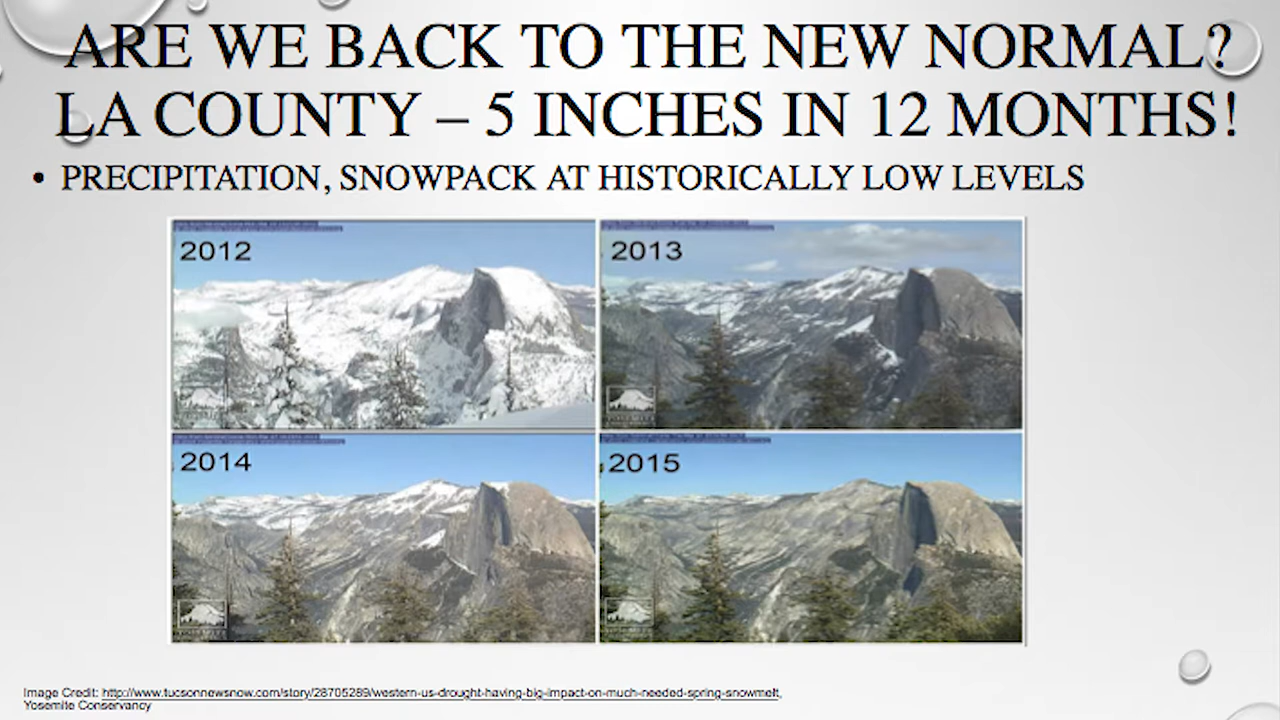 ARE WE BACK TO THE NEW NORMAL?
LA COUNTY – 5 INCHES IN 12 MONTHS!
• PRECIPITATION, SNOWPACK AT HISTORICALLY LOW LEVELS
2012
2013
2014
2015
Image Credit: http://www.tucsonnewsnow.com/story/28705289/western-us-drought-having-big-impact-on-much-needed-spring-snowmelt,
Yosemite Conservancy